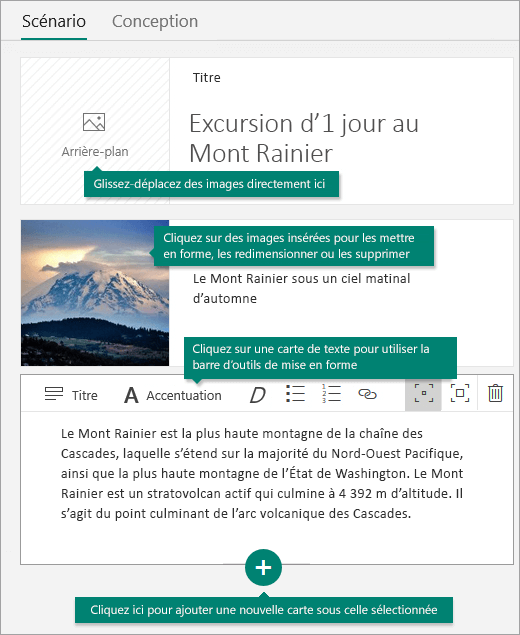 Scénario Conception
Titre
Excursion d’1 jour au
Mont Rainier
Arrière-plan
Glissez-déplacez des images directement ici
Cliquez sur des images insérées pour les mettre
en forme, les redimensionner ou les supprimer
Le Mont Rainier sous un ciel matinal
d’automne
Cliquez sur une carte de texte pour utiliser la
barre d’outils de mise en forme
Titre A Accentuation D 1 2 3
Le Mont Rainier est la plus haute montagne de la chaîne des
Cascades, laquelle s’étend sur la majorité du Nord-Ouest Pacifique,
ainsi que la plus haute montagne de l’État de Washington. Le Mont
Rainier est un stratovolcan actif qui culmine à 4 392 m d’altitude. Il
s’agit du point culminant de l’arc volcanique des Cascades.
Cliquez ici pour ajouter une nouvelle carte sous celle sélectionnée